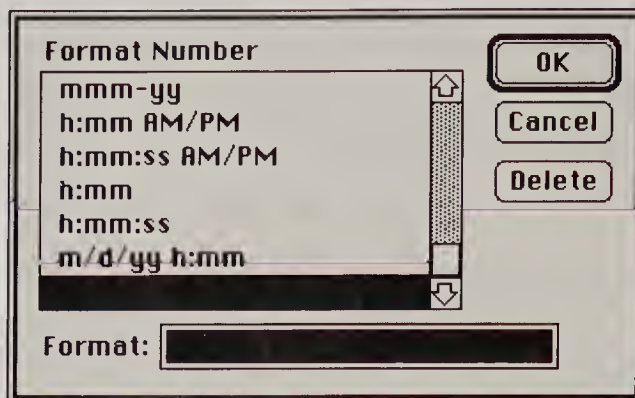 Format Number
OK
mmm-yy
h:mm AM/PM
Cancel
h:mm:ss AM/PM
h:mm
Delete
h:mm:ss
m/d/yy h:mm
Format: